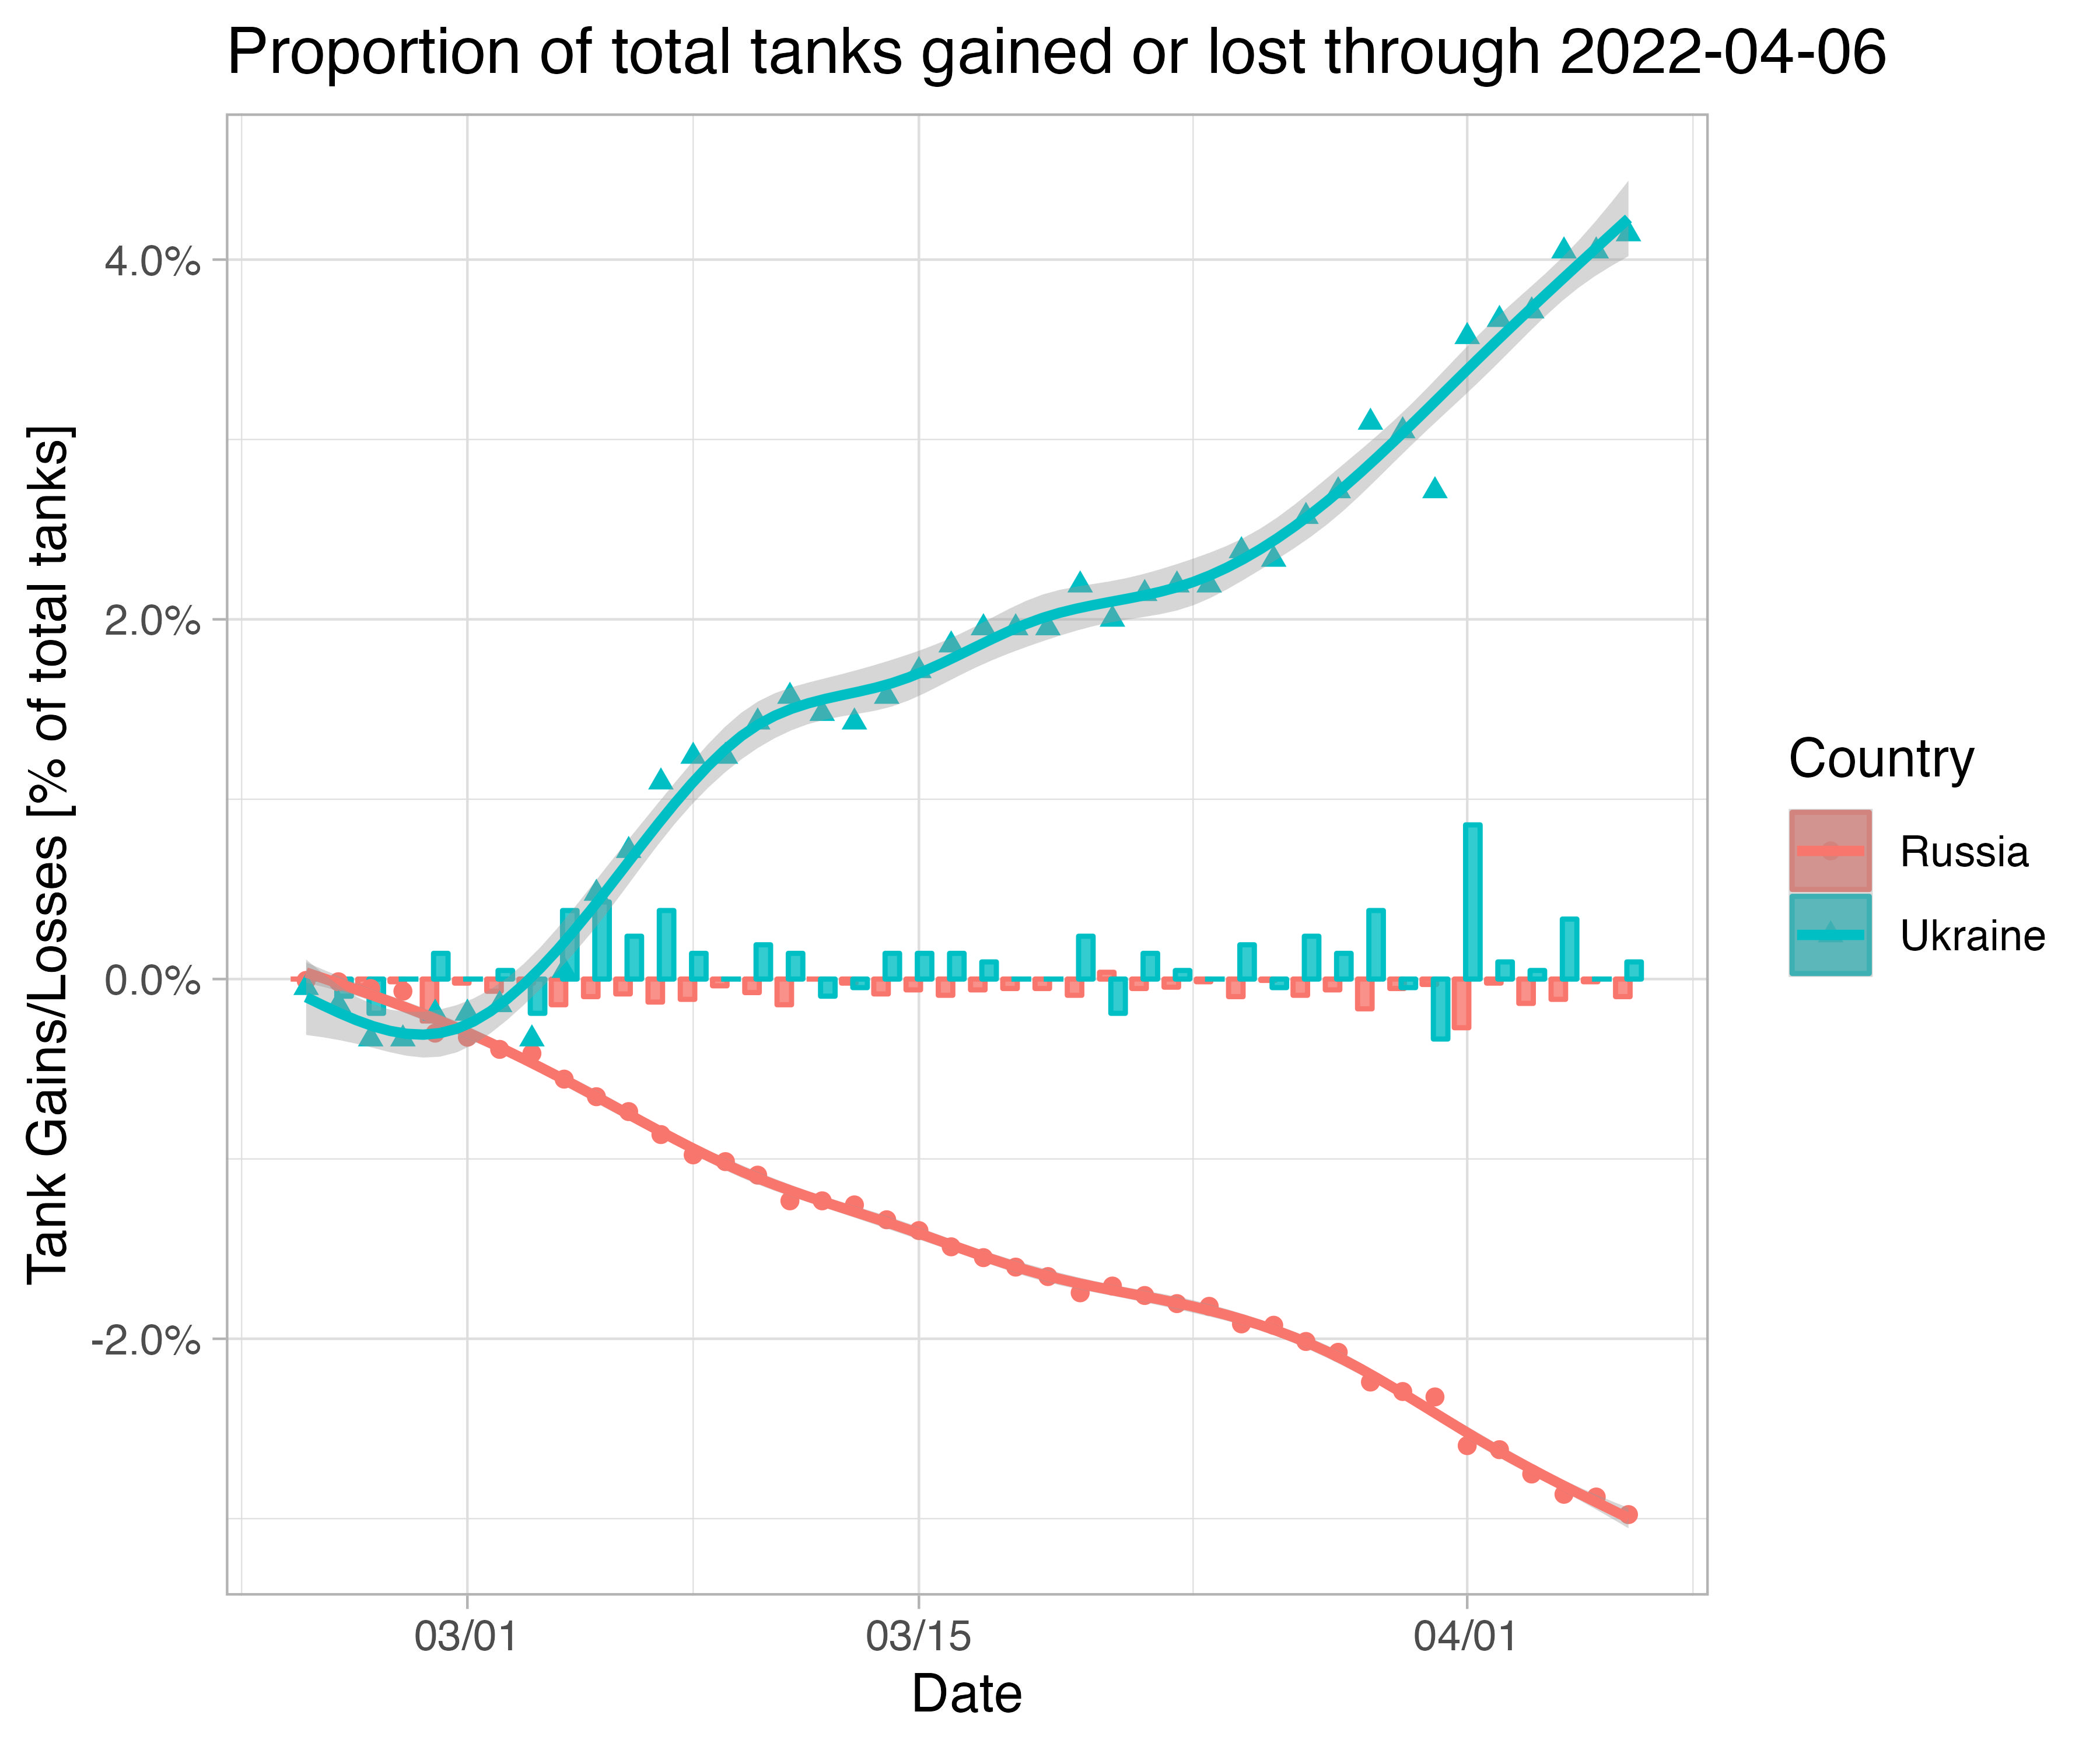 Proportion of total tanks gained or lost through 2022-04-06
Tank Gains/Losses [% of total tanks]
4.0%
2.0%
0.0%
-2.0%
03/01
03/15
04/01
Date
Country
Russia
Ukraine